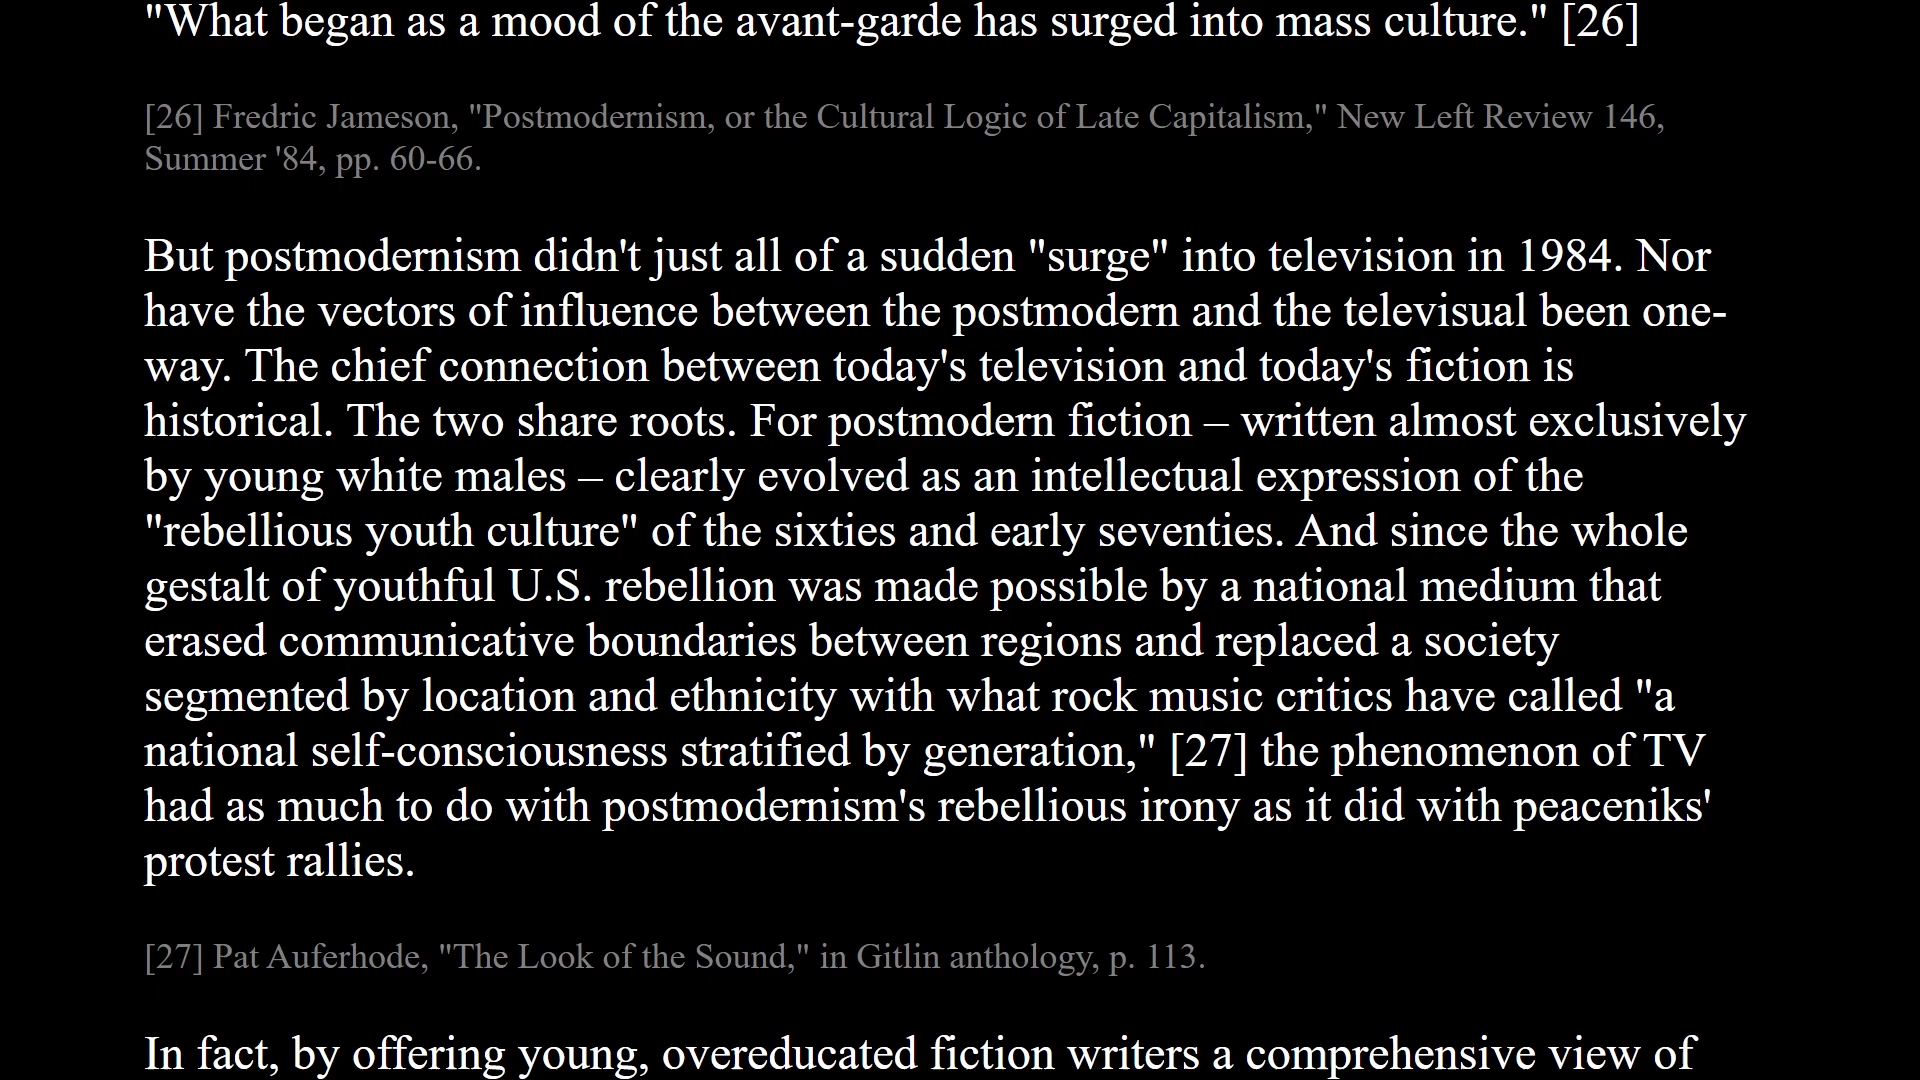 "What began as a mood of the avant-garde has surged into mass culture." [26]
[26] Fredric Jameson, "Postmodernism, or the Cultural Logic of Late Capitalism," New Left Review 146,
Summer '84, pp. 60-66.
But postmodernism didn't just all of a sudden "surge" into television in 1984. Nor
have the vectors of influence between the postmodern and the televisual been one-
way. The chief connection between today's television and today's fiction is
historical. The two share roots. For postmodern fiction – written almost exclusively
by young white males – clearly evolved as an intellectual expression of the
"rebellious youth culture" of the sixties and early seventies. And since the whole
gestalt of youthful U.S. rebellion was made possible by a national medium that
erased communicative boundaries between regions and replaced a society
segmented by location and ethnicity with what rock music critics have called "a
national self-consciousness stratified by generation," [27] the phenomenon of TV
had as much to do with postmodernism's rebellious irony as it did with peaceniks'
protest rallies.
[27] Pat Auferhode, "The Look of the Sound," in Gitlin anthology, p. 113.
In fact, by offering young, overeducated fiction writers a comprehensive view of